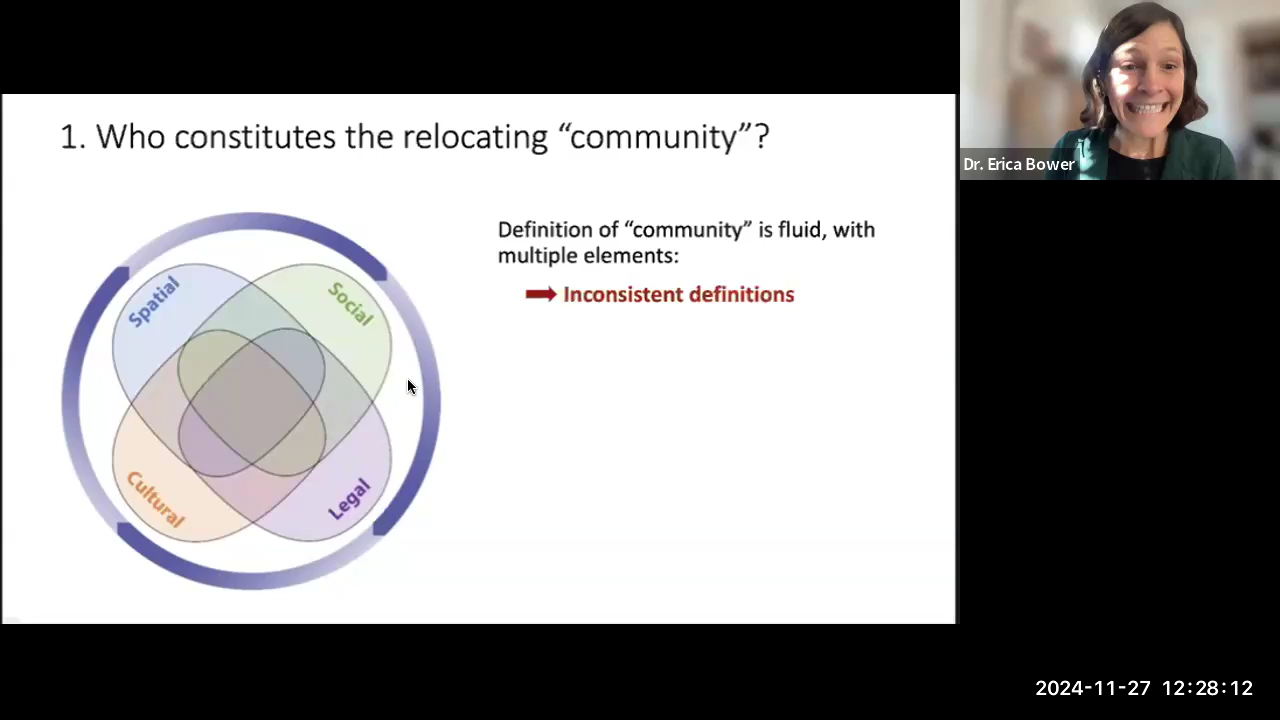 1. Who constitutes the relocating “community”?
Spatial
Social
Cultural
Legal
Definition of “community” is fluid, with
multiple elements:
Inconsistent definitions
Dr. Erica Bower
2024-11-27 12:28:12